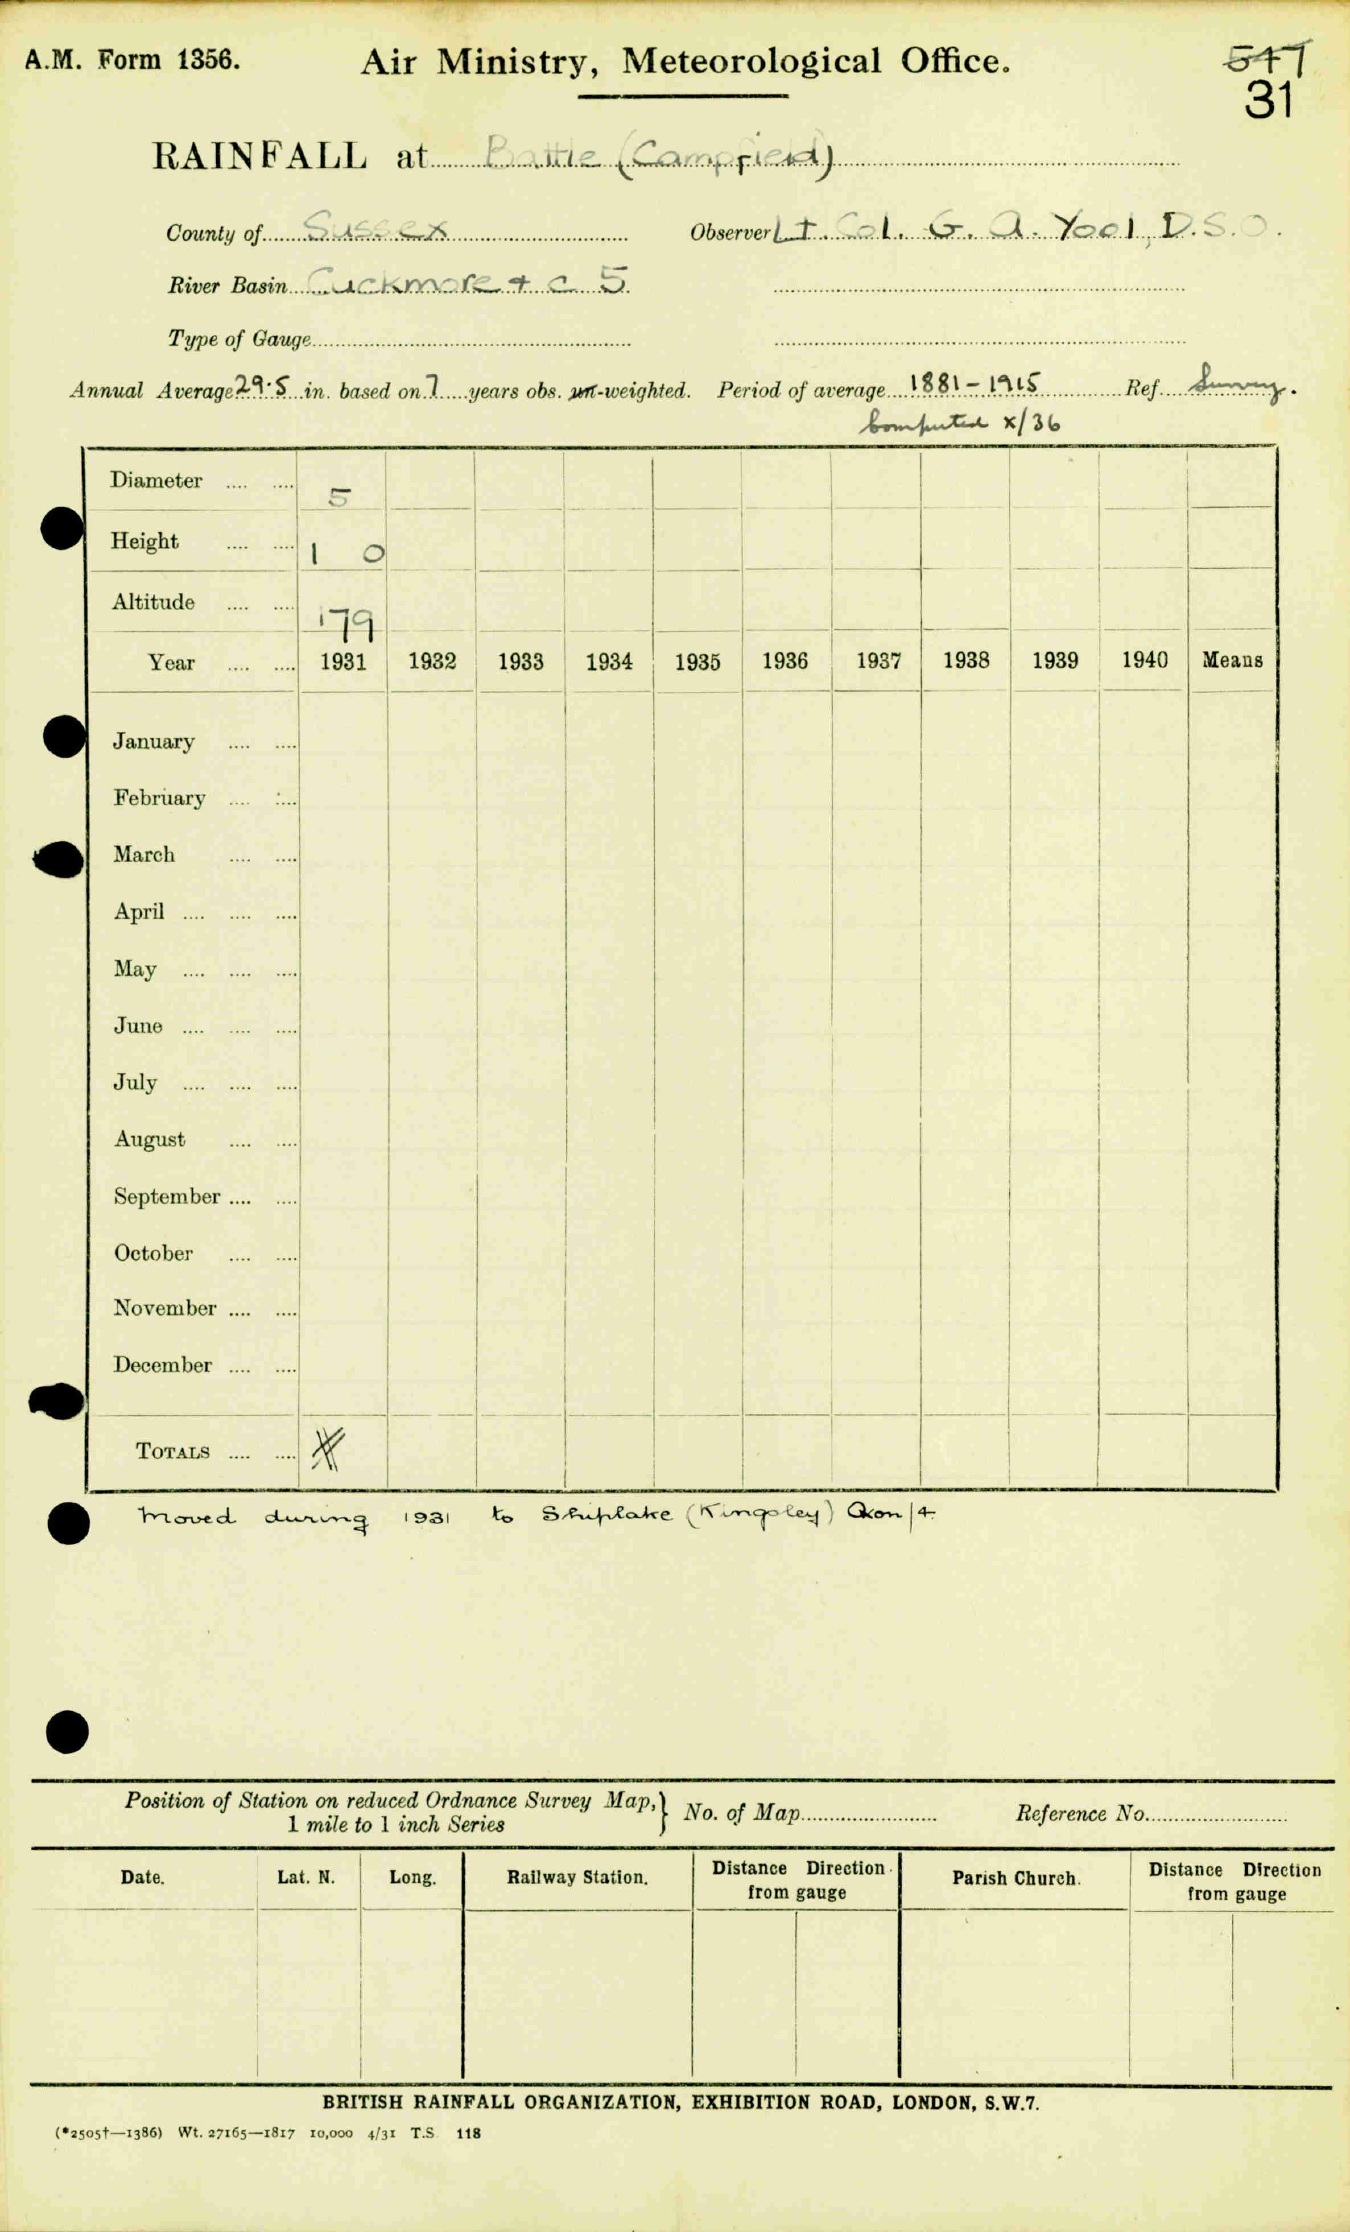 A.M. Form 1356. Air Ministry, Meteorological Office. 547
31
RAINFALL at Battle (Campfield)
County of Sussex Observer Lt. Col. G. A. Yool, D.S.O.
River Basin Cuckmere + c 5
Type of Gauge
Annual Average 29.5 in. based on 7 years obs. un-weighted. Period of average 1881-1915 Ref. Survey.
Computed x/36
Diameter .... .... 5
Height .... .... 1 0
Altitude .... .... 179
Year .... .... 1931 1932 1933 1934 1935 1936 1937 1938 1939 1940 Means
January .... ....
February .... ....
March .... ....
April .... .... ....
May .... .... ....
June .... .... ....
July .... .... ....
August .... ....
September .... ....
October .... ....
November .... ....
December .... ....
TOTALS .... ....
Moved during 1931 to Shiplake (Kingsley) Oxon/4.
Position of Station on reduced Ordnance Survey Map, } No. of Map Reference No.
1 mile to 1 inch Series
Date. Lat. N. Long. Railway Station. Distance Direction from gauge Parish Church. Distance Direction from gauge
BRITISH RAINFALL ORGANIZATION, EXHIBITION ROAD, LONDON, S.W.7.
(*2505†—1386) Wt. 27165—1817 10,000 4/31 T.S. 118